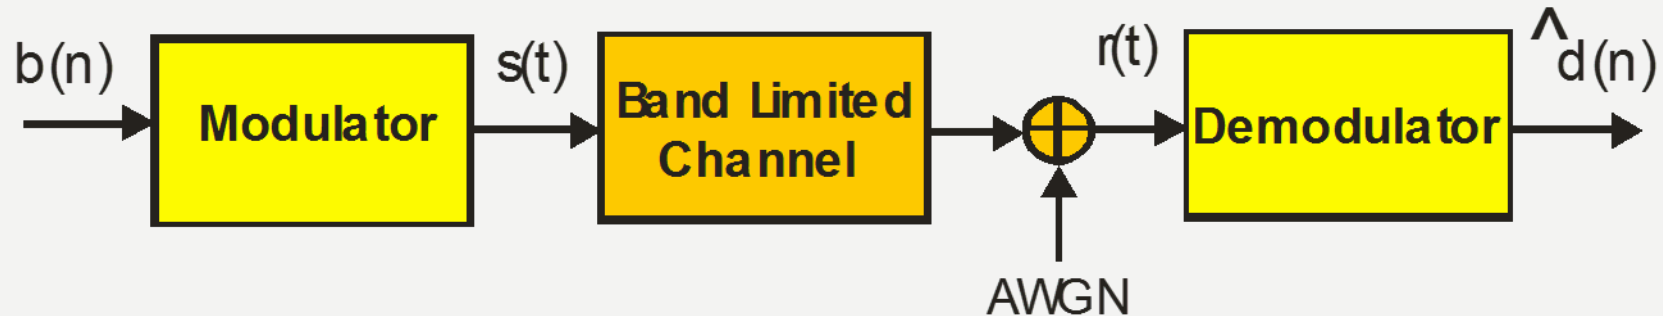 b(n)
Modulator
s(t)
Band Limited
Channel
r(t)
Demodulator
^
d(n)
AWGN